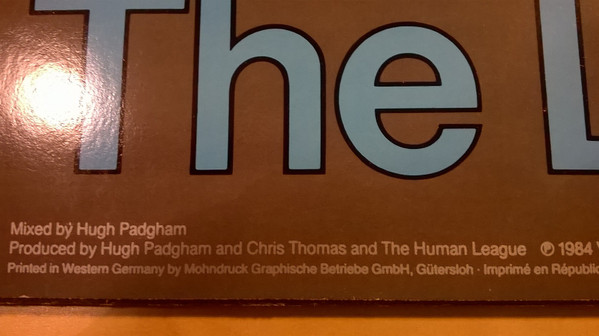 The L
Mixed by Hugh Padgham
Produced by Hugh Padgham and Chris Thomas and The Human League ℗ 1984 V
Printed in Western Germany by Mohndruck Graphische Betriebe GmbH, Gütersloh · Imprimé en Républic